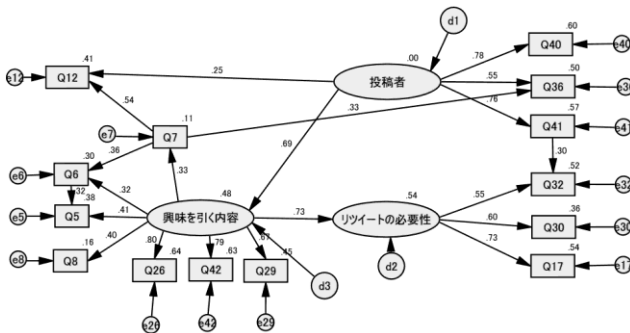 d1
.60
.41
.00
.78
Q40
e40
e12
Q12
.25
投稿者
.55
.50
Q36
.54
.11
.33
.76
.57
e7
Q7
Q41
.30
.36
.69
.30
e6
Q6
.33
.52
.32
.38
.32
.48
.54
.55
Q32
e32
e5
Q5
.41
興味を引く内容
.73
リツイートの必要性
.60
.36
Q30
e30
.16
.40
.73
.54
e8
Q8
.80
.64
.79
.63
.67
.45
Q17
e17
Q26
Q42
Q29
d3
d2
e26
e42
e29